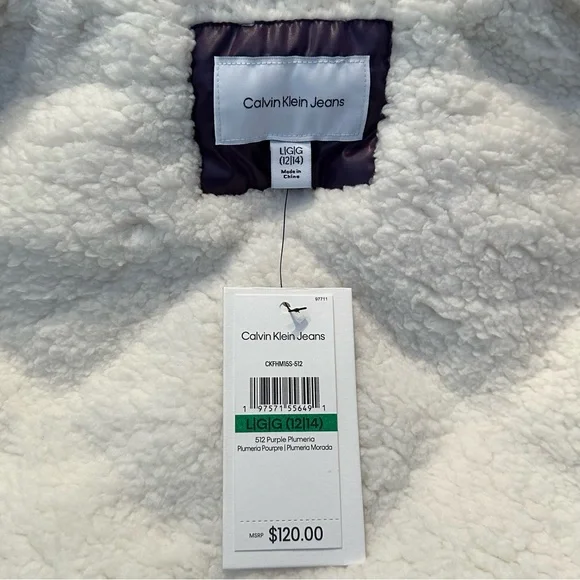 Calvin Klein Jeans
L|G|G
(12|14)
Made in
China
97711
Calvin Klein Jeans
CKFHM15S-512
1 97571 55649 1
L|G|G (12|14)
512 Purple Plumeria
Plumeria Pourpre | Plumeria Morada
MSRP $120.00